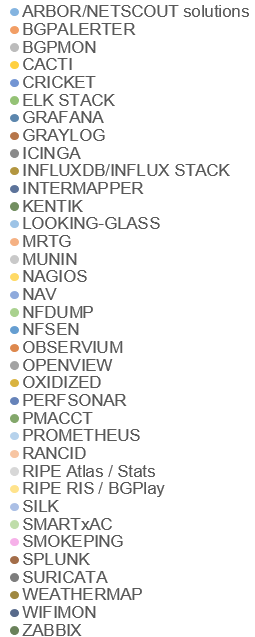 ARBOR/NETSCOUT solutions
BGPALERTER
BGPMON
CACTI
CRICKET
ELK STACK
GRAFANA
GRAYLOG
ICINGA
INFLUXDB/INFLUX STACK
INTERMAPPER
KENTIK
LOOKING-GLASS
MRTG
MUNIN
NAGIOS
NAV
NFDUMP
NFSEN
OBSERVIUM
OPENVIEW
OXIDIZED
PERFSONAR
PMACCT
PROMETHEUS
RANCID
RIPE Atlas / Stats
RIPE RIS / BGPlay
SILK
SMARTxAC
SMOKEPING
SPLUNK
SURICATA
WEATHERMAP
WIFIMON
ZABBIX